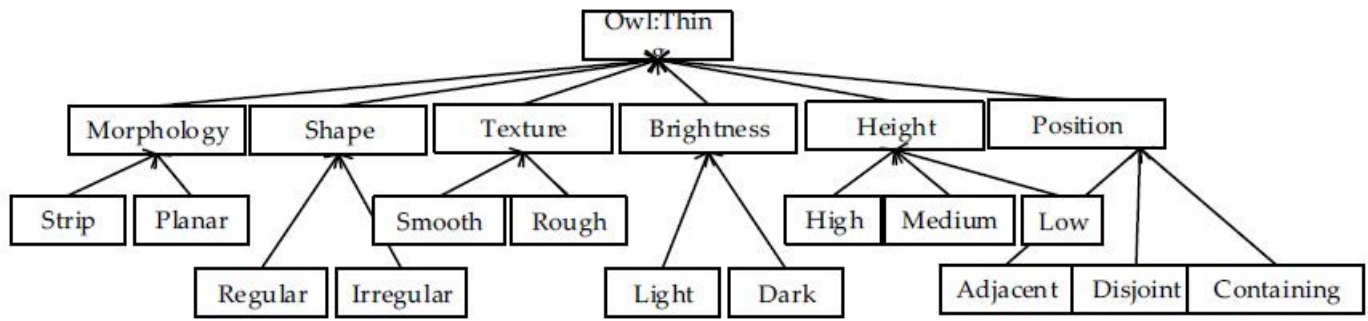 Owl:Thin
g
Morphology Shape Texture Brightness Height Position
Strip Planar Smooth Rough High Medium Low
Regular Irregular Light Dark Adjacent Disjoint Containing